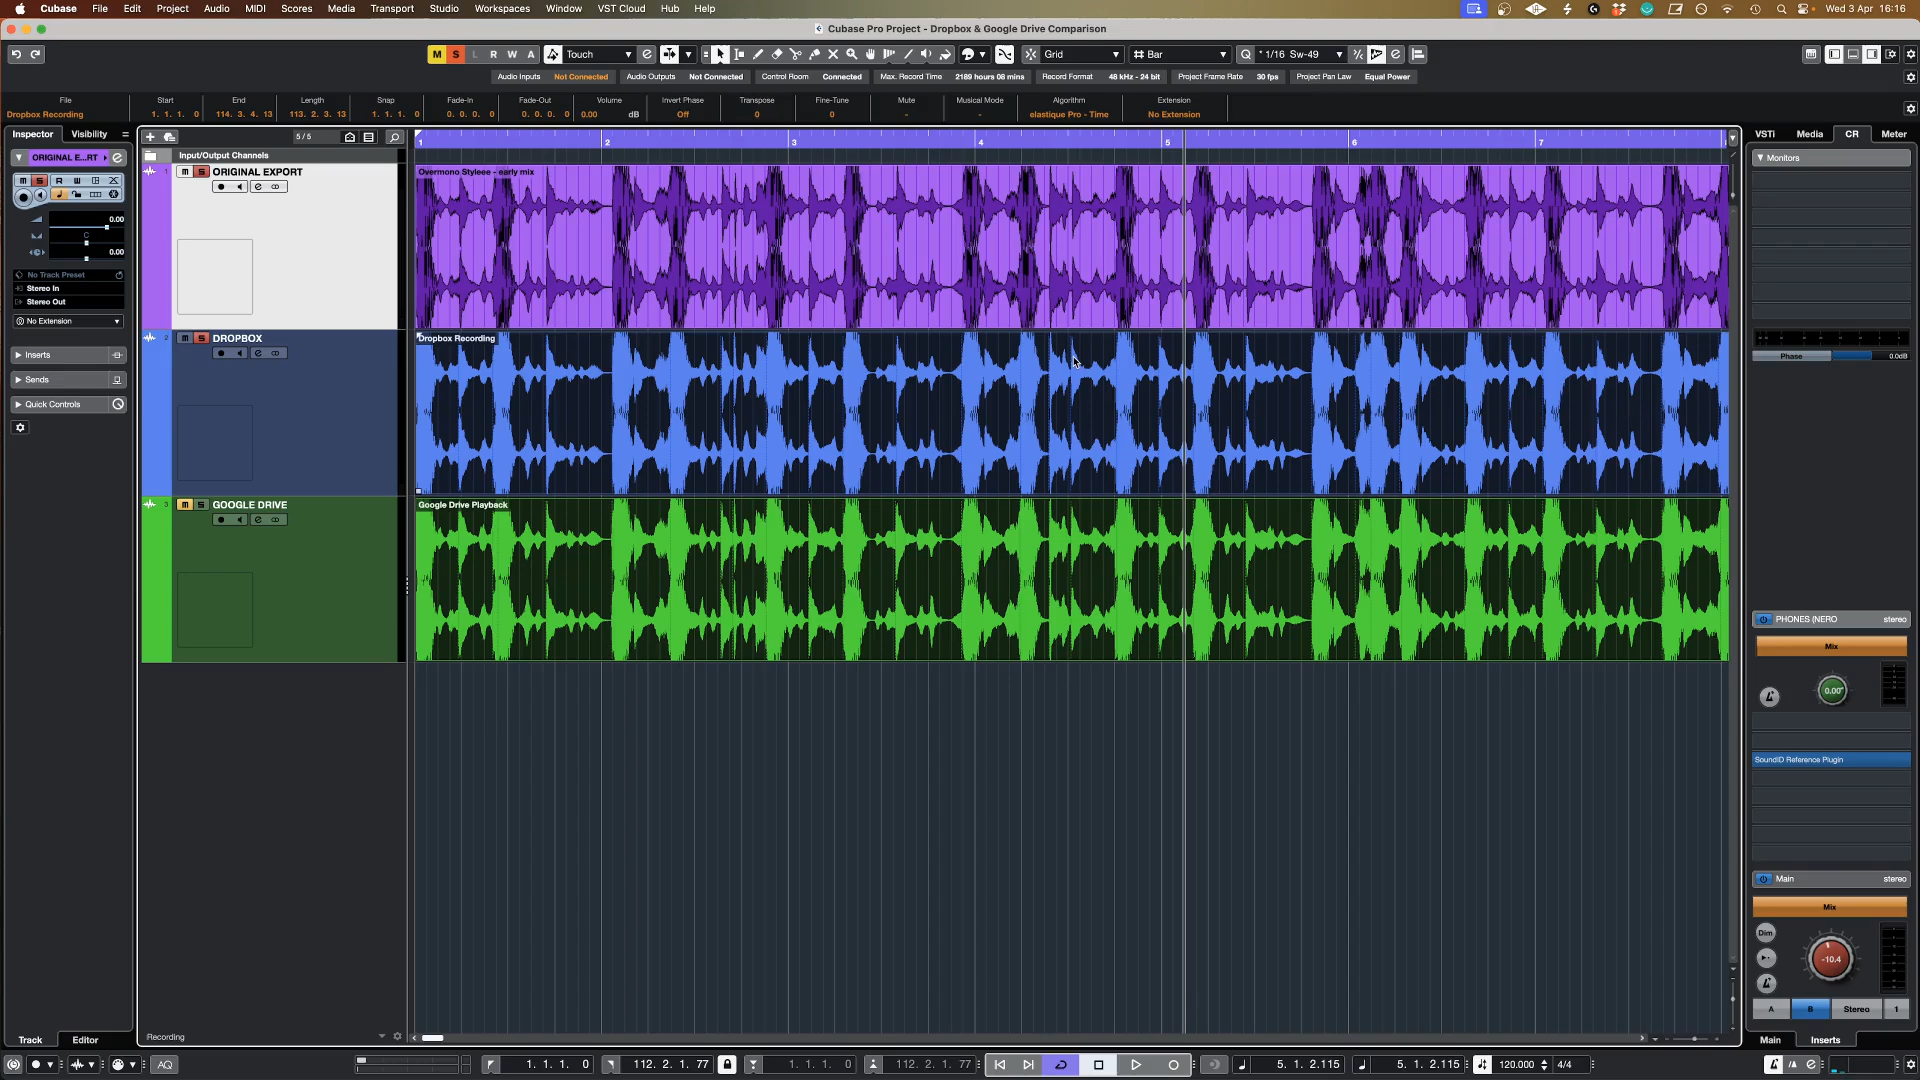 Cubase File Edit Project Audio MIDI Scores Media Transport Studio Workspaces Window VST Cloud Hub Help Wed 3 Apr 16:16
Cubase Pro Project - Dropbox & Google Drive Comparison
M S L R W A Touch Grid Bar Q * 1/16 Sw-49
Audio Inputs Not Connected Audio Outputs Not Connected Control Room Connected Max. Record Time 2189 hours 08 mins Record Format 48 kHz - 24 bit Project Frame Rate 30 fps Project Pan Law Equal Power
File Start End Length Snap Fade-In Fade-Out Volume Invert Phase Transpose Fine-Tune Mute Musical Mode Algorithm Extension
Dropbox Recording 1. 1. 1. 0 114. 3. 4. 13 113. 2. 3. 13 1. 1. 1. 0 0. 0. 0. 0 0. 0. 0. 0 0.00 dB Off 0 0 - - elastique Pro - Time No Extension
Inspector Visibility 5/5 1 2 3 4 5 6 7 VSTi Media CR Meter
ORIGINAL E...RT Input/Output Channels Monitors
1 m S ORIGINAL EXPORT Overmono Styleee - early mix
m S R W
0.00
C
0.00
No Track Preset
Stereo In
Stereo Out
No Extension
2 m S DROPBOX Dropbox Recording
Inserts Phase 0.0dB
Sends
Quick Controls
3 m S GOOGLE DRIVE Google Drive Playback
PHONES (NERO stereo
Mix
0.00
SoundID Reference Plugin
Main stereo
Mix
Dim
-10.4
A B Stereo 1
Track Editor Recording Main Inserts
AQ 1. 1. 1. 0 112. 2. 1. 77 1. 1. 1. 0 112. 2. 1. 77 5. 1. 2.115 5. 1. 2.115 120.000 4/4